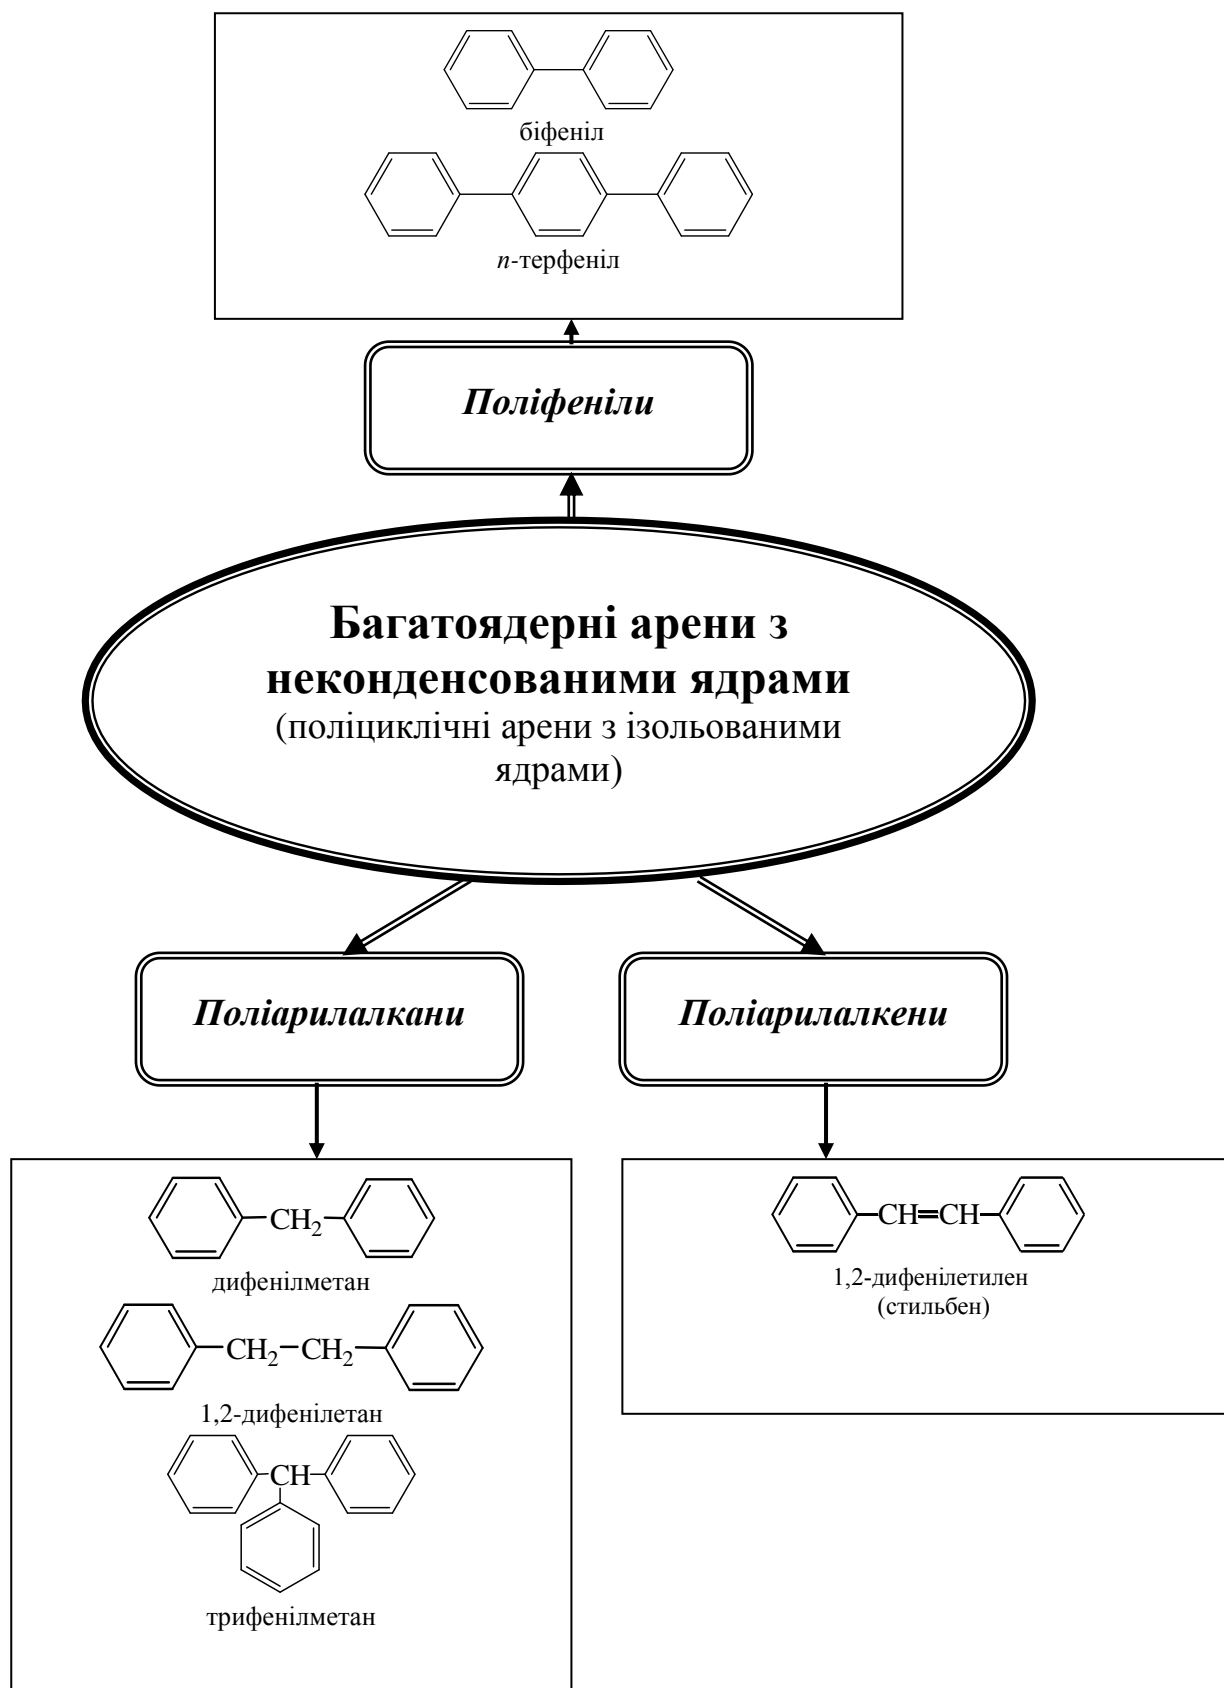 біфеніл
п-терфеніл
Поліфеніли
Багатоядерні арени з
неконденсованими ядрами
(поліциклічні арени з ізольованими
ядрами)
Поліарилалкани
Поліарилалкени
CH2
дифенілметан
CH2−CH2
1,2-дифенілетан
CH
трифенілметан
CH=CH
1,2-дифенілетилен
(стильбен)